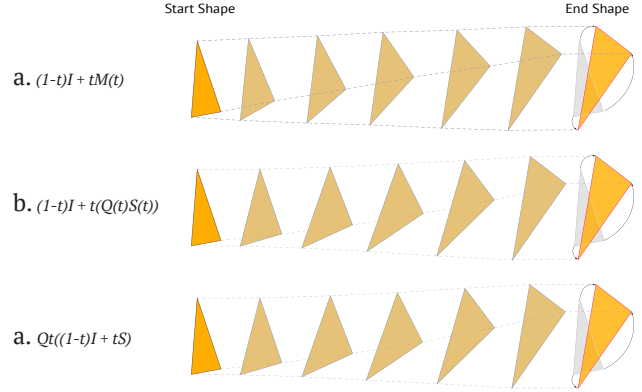 Start Shape End Shape
a. (1-t)I + tM(t)
b. (1-t)I + t(Q(t)S(t))
a. Qt((1-t)I + tS)